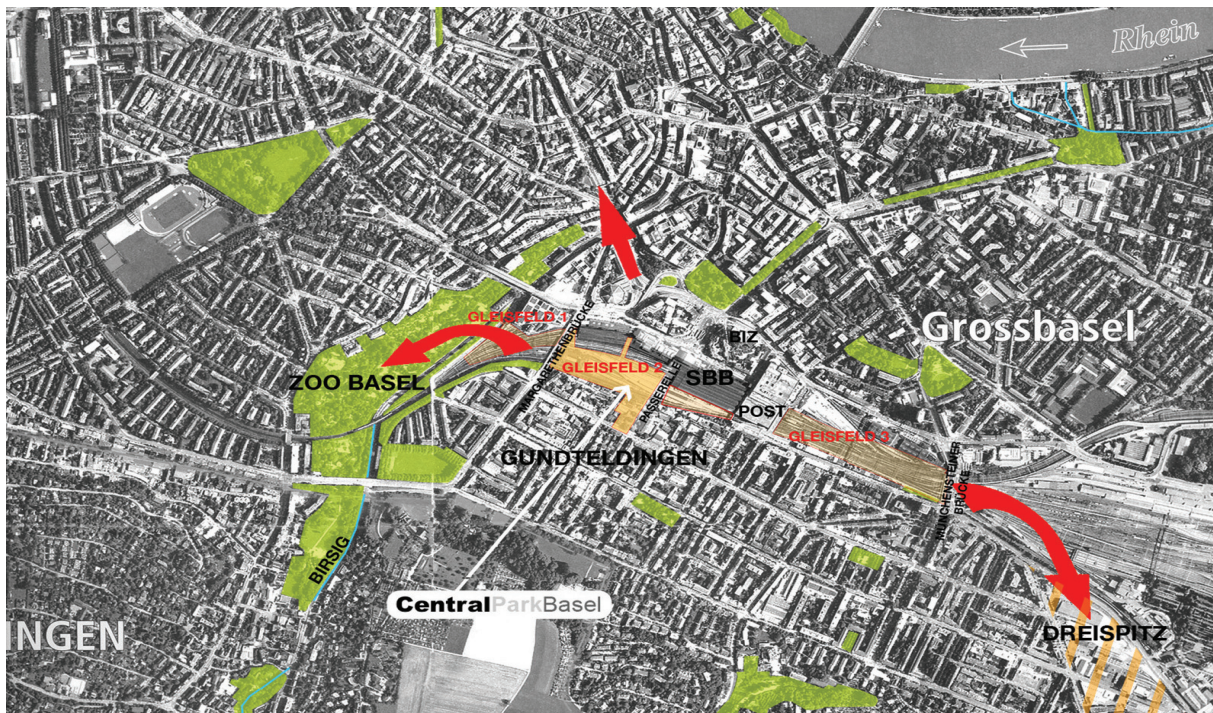 Rhein
GLEISFELD 1
MARGARETHENBRÜCKE
Grossbasel
BIZ
ZOO BASEL
GLEISFELD 2
PASSERELLE
SBB
POST
GLEISFELD 3
GUNDTELDINGEN
MÜNCHENSTEINER
BRÜCKE
BIRSIG
CentralParkBasel
INGEN
DREISPITZ